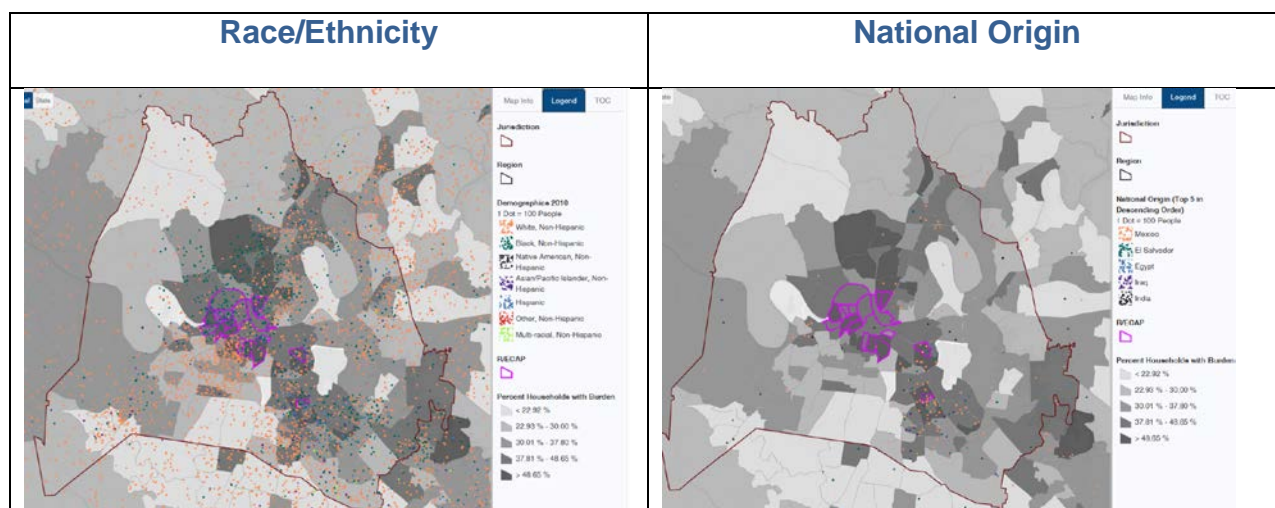 Race/Ethnicity
National Origin
State
Map Info Legend TOC
Jurisdiction
Region
Demographics 2010
1 Dot = 100 People
White, Non-Hispanic
Black, Non-Hispanic
Native American, Non-
Hispanic
Asian/Pacific Islander, Non-
Hispanic
Hispanic
Other, Non-Hispanic
Multi-racial, Non-Hispanic
R/ECAP
Percent Households with Burden
< 22.92 %
22.93 % - 30.00 %
30.01 % - 37.80 %
37.81 % - 48.65 %
> 48.65 %
Map Info Legend TOC
Jurisdiction
Region
National Origin (Top 5 in
Descending Order)
1 Dot = 100 People
Mexico
El Salvador
Egypt
Iraq
India
R/ECAP
Percent Households with Burden
< 22.92 %
22.93 % - 30.00 %
30.01 % - 37.80 %
37.81 % - 48.65 %
> 48.65 %